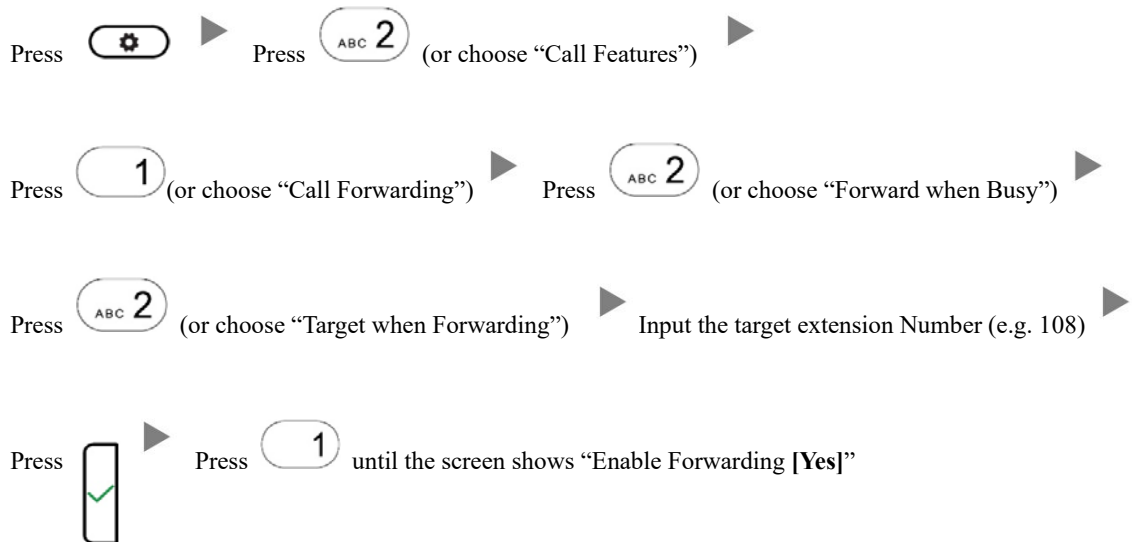 Press Press ABC 2 (or choose “Call Features”)
Press 1 (or choose “Call Forwarding”) Press ABC 2 (or choose “Forward when Busy”)
Press ABC 2 (or choose “Target when Forwarding”) Input the target extension Number (e.g. 108)
Press Press 1 until the screen shows “Enable Forwarding [Yes]”